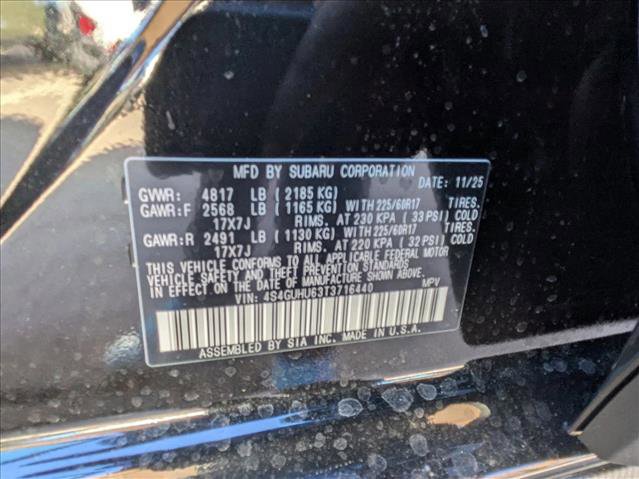 MFD BY SUBARU CORPORATION
DATE: 11/25
GVWR: 4817 LB (2185 KG)
GAWR:F 2568 LB (1165 KG) WITH 225/60R17 TIRES.
17X7J RIMS. AT 230 KPA (33 PSI) COLD
GAWR:R 2491 LB (1130 KG) WITH 225/60R17 TIRES.
17X7J RIMS. AT 220 KPA (32 PSI) COLD
THIS VEHICLE CONFORMS TO ALL APPLICABLE FEDERAL MOTOR
VEHICLE SAFETY AND THEFT PREVENTION STANDARDS
IN EFFECT ON THE DATE OF MANUFACTURE SHOWN ABOVE.
VIN: 4S4GUHU63T3716440 MPV
ASSEMBLED BY SIA INC. MADE IN U.S.A.